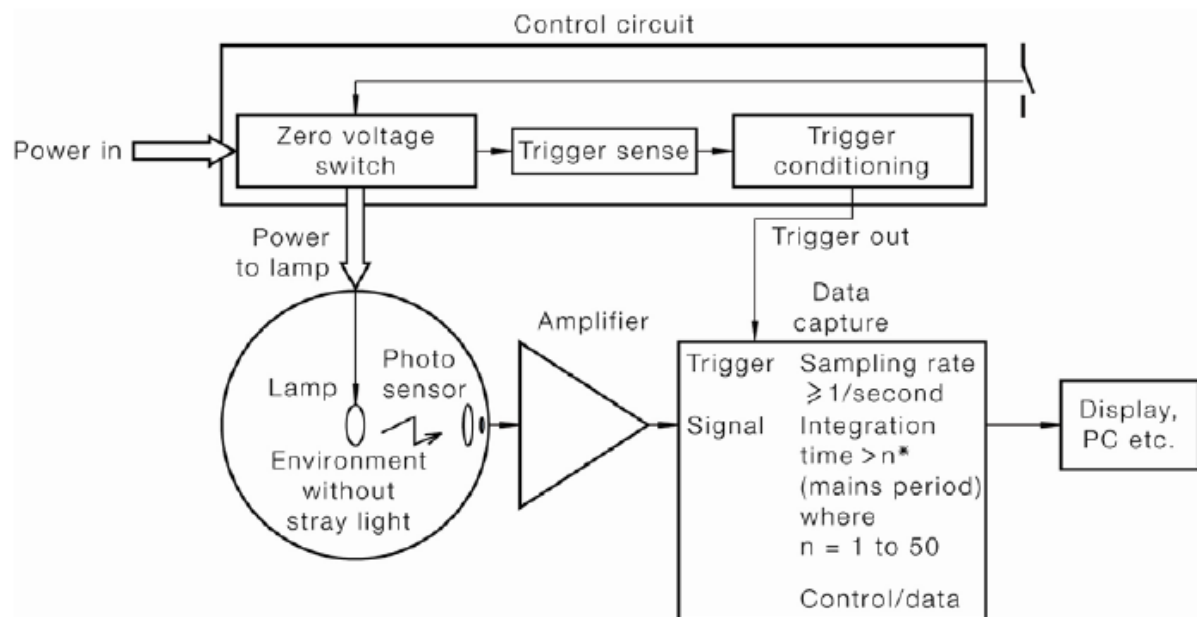 Control circuit
Power in
Zero voltage
switch
Trigger sense
Trigger
conditioning
Power
to lamp
Trigger out
Data
capture
Amplifier
Lamp
Photo
sensor
Environment
without
stray light
Trigger
Signal
Sampling rate
⩾1/second
Integration
time >n*
(mains period)
where
n = 1 to 50
Control/data
Display,
PC etc.